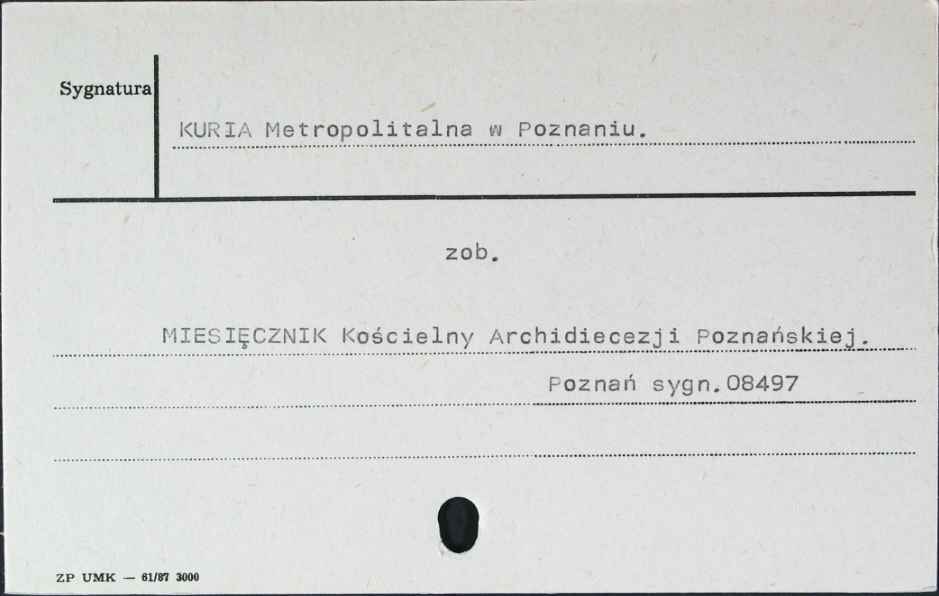 Sygnatura
KURIA Metropolitalna w Poznaniu.
zob.
MIESIĘCZNIK Kościelny Archidiecezji Poznańskiej.
Poznań sygn.08497
ZP UMK — 61/87 3000